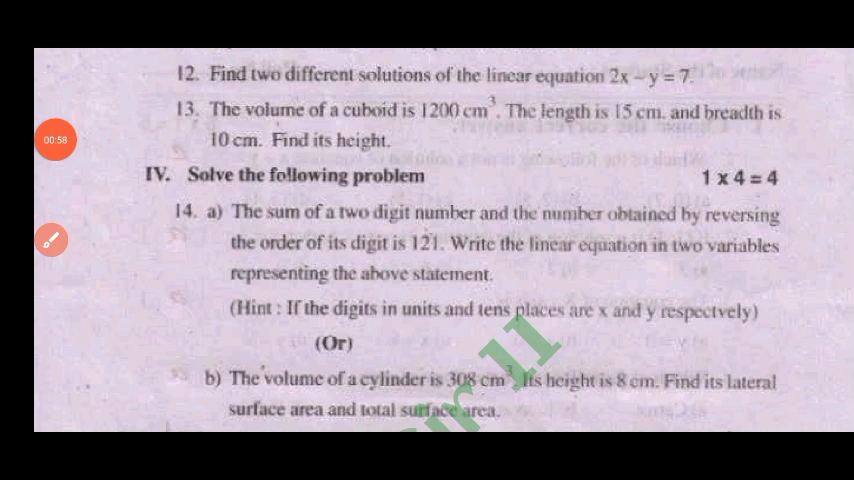 12. Find two different solutions of the linear equation 2x – y = 7.
13. The volume of a cuboid is 1200 cm³. The length is 15 cm. and breadth is
10 cm. Find its height.
00:58
IV. Solve the following problem 1 x 4 = 4
14. a) The sum of a two digit number and the number obtained by reversing
the order of its digit is 121. Write the linear equation in two variables
representing the above statement.
(Hint : If the digits in units and tens places are x and y respectvely)
(Or)
b) The volume of a cylinder is 308 cm³. Its height is 8 cm. Find its lateral
surface area and total surface area.